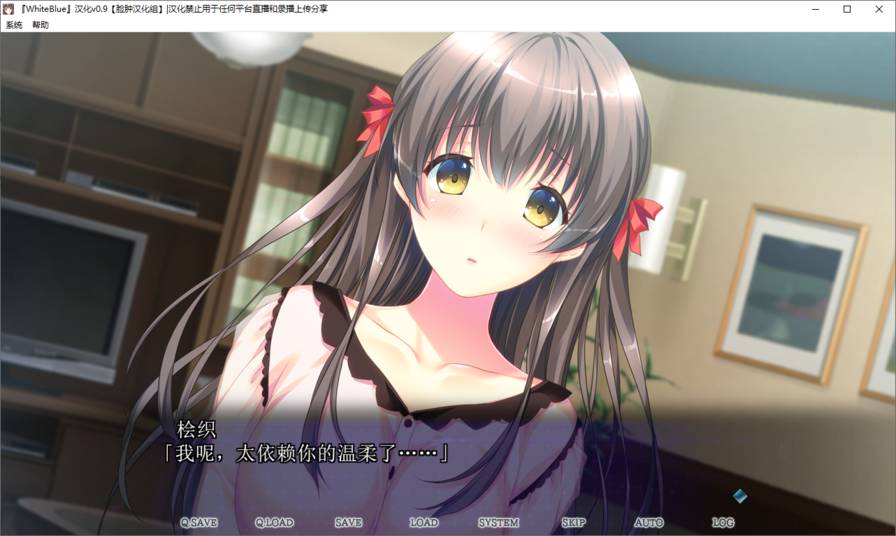 『WhiteBlue』汉化v0.9【脸肿汉化组】|汉化禁止用于任何平台直播和录播上传分享
系统 帮助
桧织
「我呢，太依赖你的温柔了……」
Q.SAVE Q.LOAD SAVE LOAD SYSTEM SKIP AUTO LOG